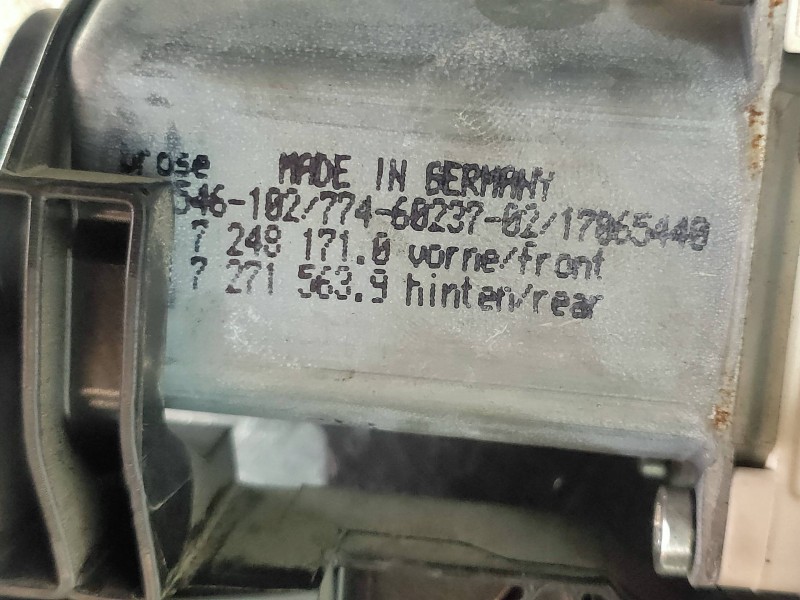 brose MADE IN GERMANY
546-102/774-60237-02/17065440
7 248 171.0 vorne/front
7 271 563.9 hinten/rear